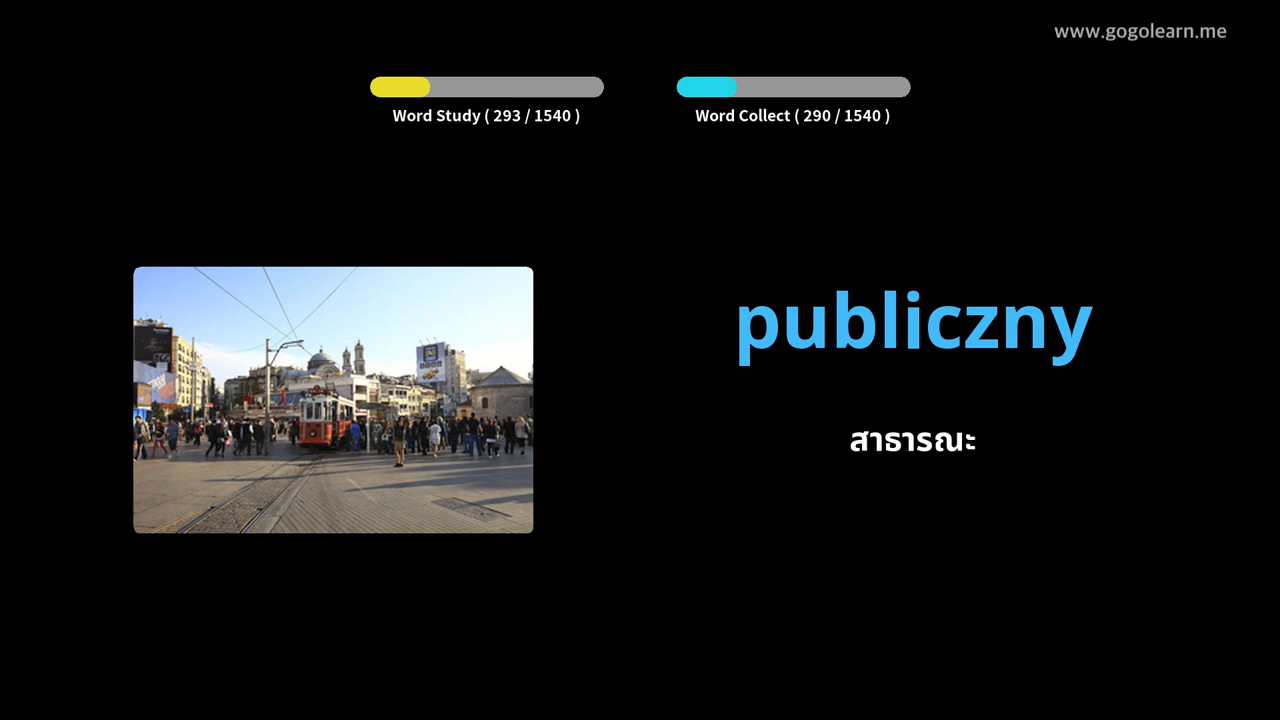 www.gogolearn.me
Word Study ( 293 / 1540 )
Word Collect ( 290 / 1540 )
publiczny
สาธารณะ